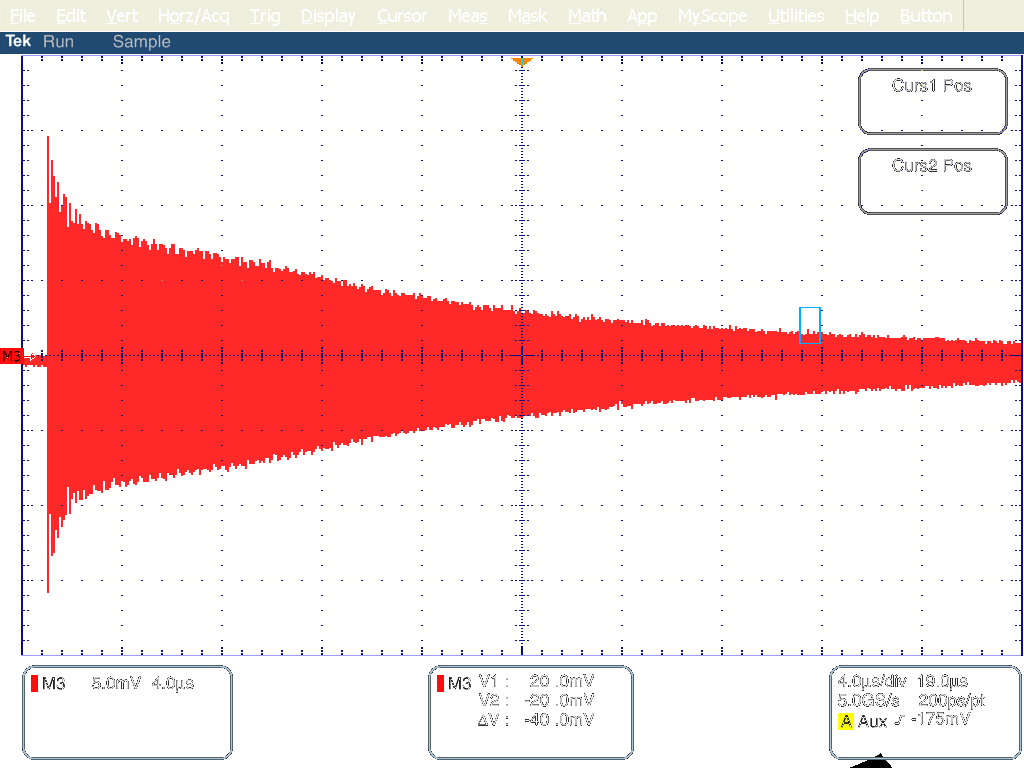 File Edit Vert Horz/Acq Trig Display Cursor Meas Mask Math App MyScope Utilities Help Button
Tek Run Sample
Curs1 Pos
Curs2 Pos
M3
M3 5.0mV 4.0µs
M3 V1 : 20.0mV
V2 : -20.0mV
ΔV : -40.0mV
4.0µs/div 19.0µs
5.0GS/s 200ps/pt
A Aux ⨍ -175mV